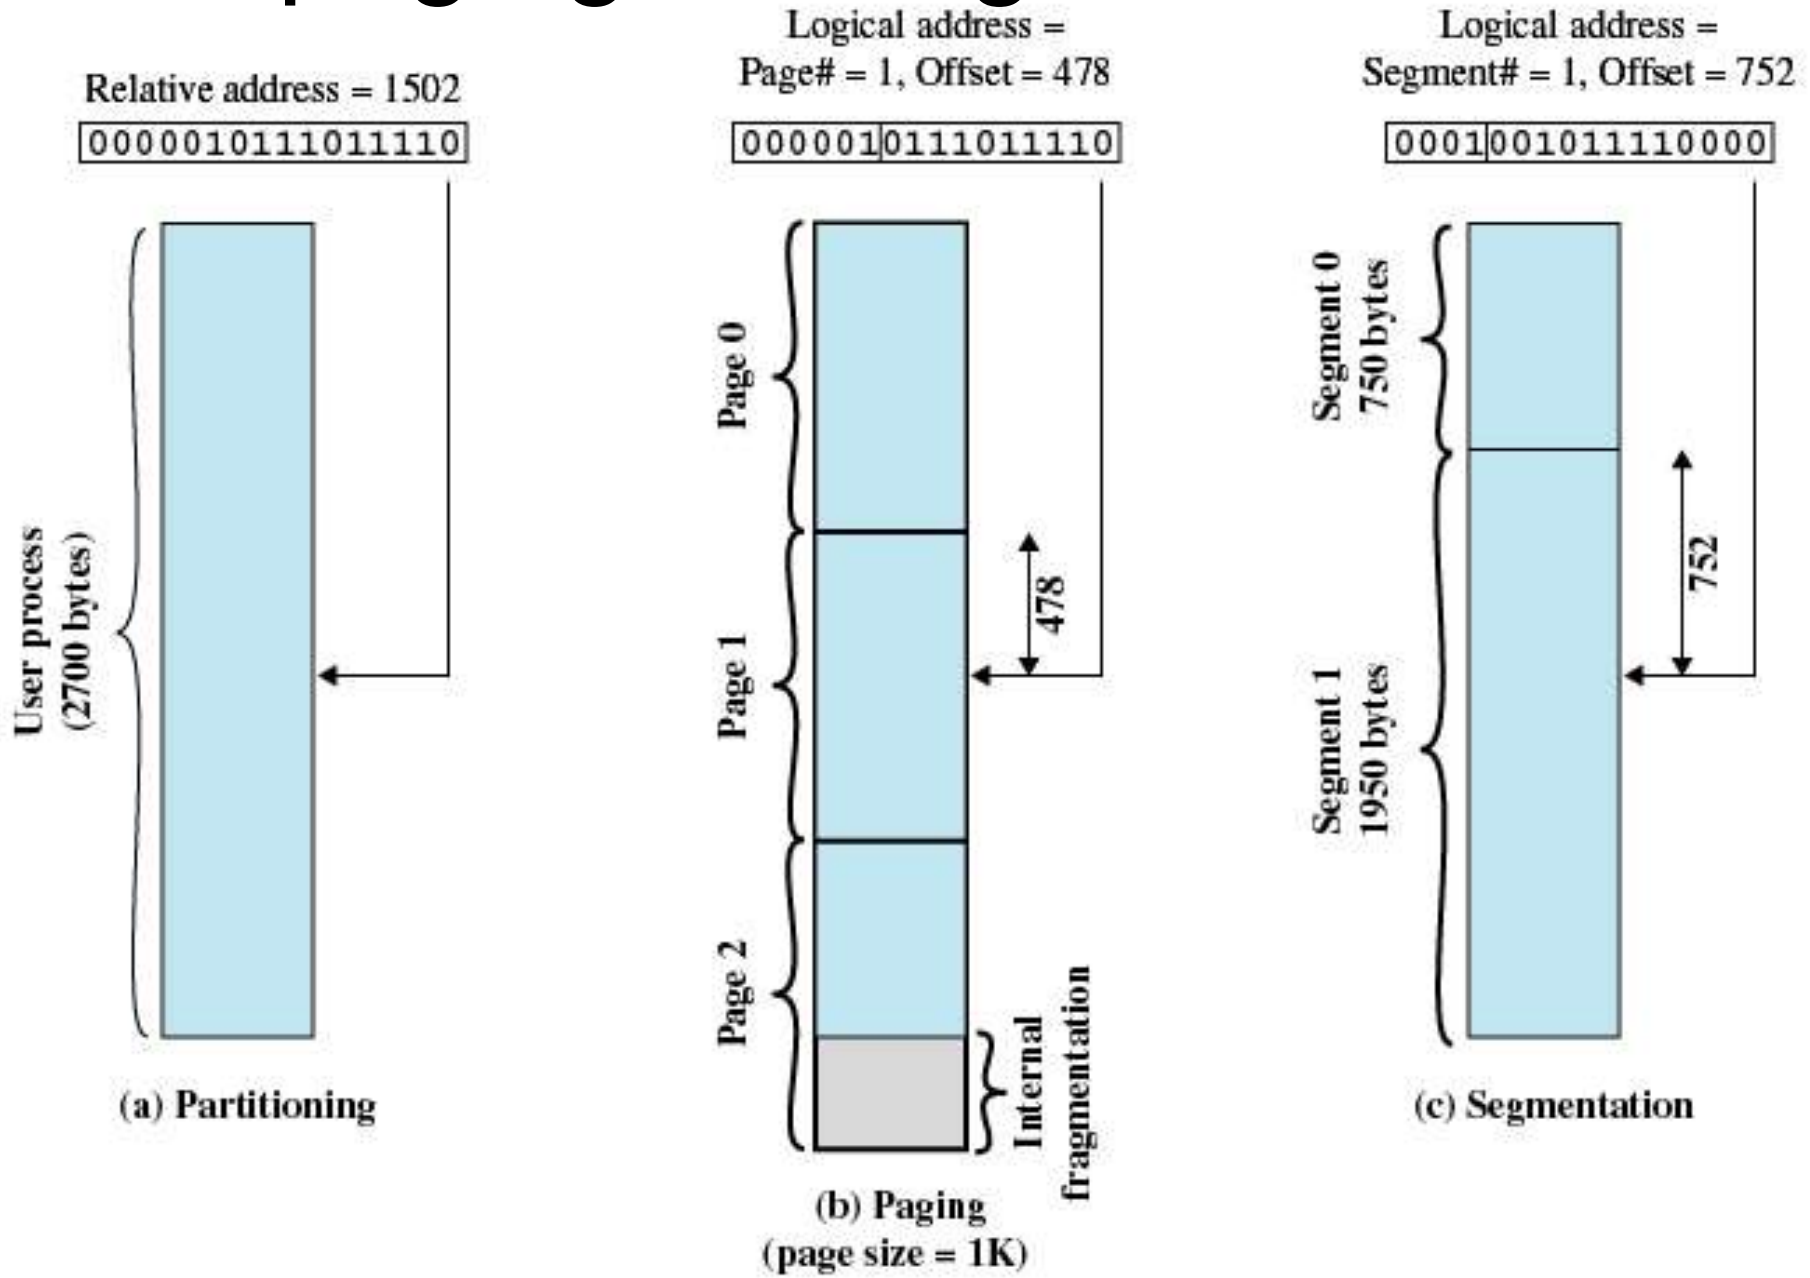 Relative address = 1502
0000010111011110
User process
(2700 bytes)
(a) Partitioning
Logical address =
Page# = 1, Offset = 478
0000010111011110
Page 0
Page 1
Page 2
478
Internal
fragmentation
(b) Paging
(page size = 1K)
Logical address =
Segment# = 1, Offset = 752
0001001011110000
Segment 0
750 bytes
Segment 1
1950 bytes
752
(c) Segmentation